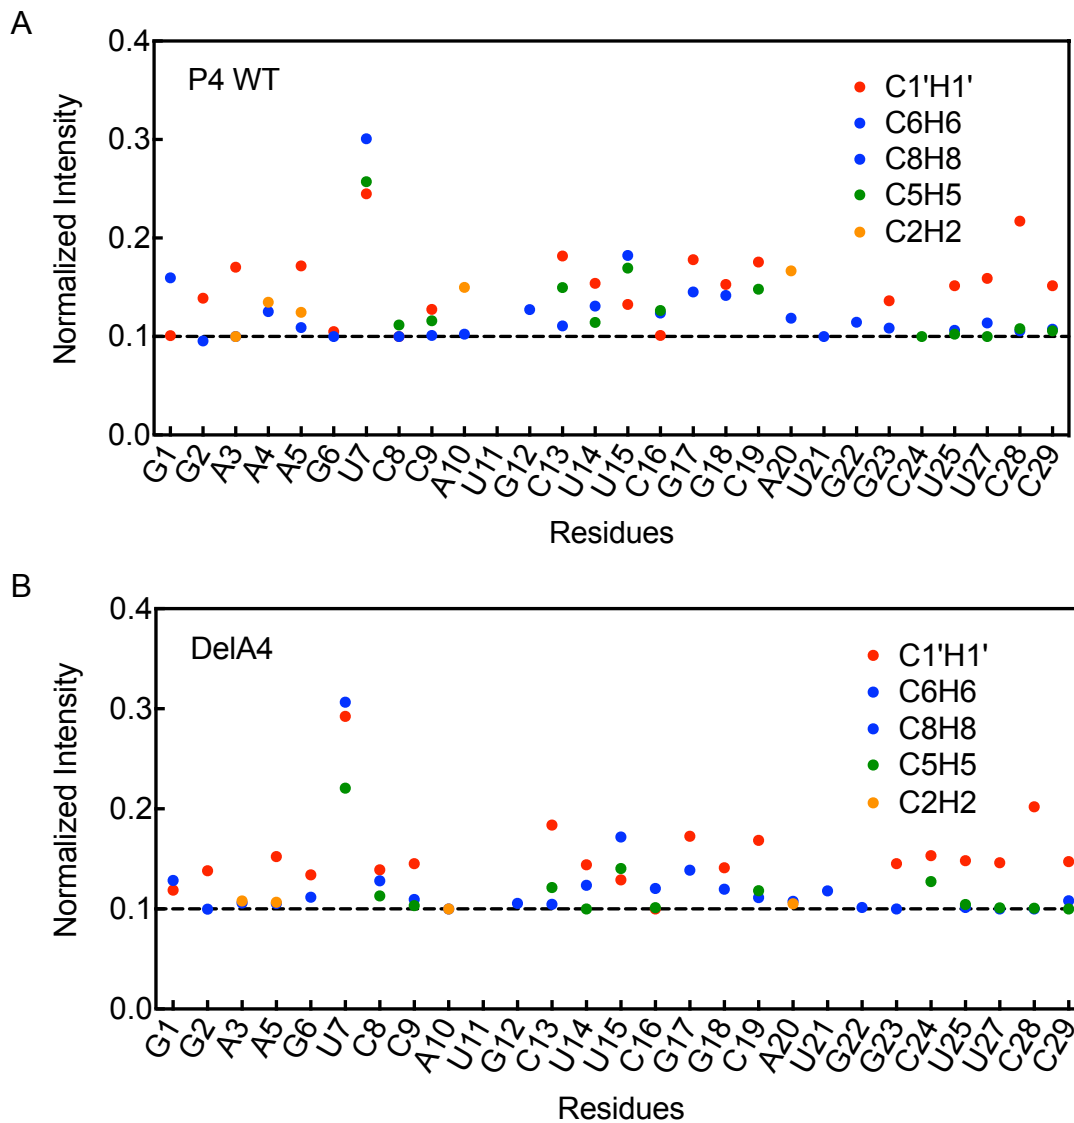 A
0.4
P4 WT
C1'H1'
C6H6
0.3
C8H8
C5H5
C2H2
Normalized Intensity
0.2
0.1
0.0
G1 G2 A3 A4 A5 G6 U7 C8 C9 A10 U11 G12 C13 U14 U15 C16 G17 G18 C19 A20 U21 G22 G23 C24 U25 U27 C28 C29
Residues
B
0.4
DelA4
C1'H1'
C6H6
0.3
C8H8
C5H5
C2H2
Normalized Intensity
0.2
0.1
0.0
G1 G2 A3 A5 G6 U7 C8 C9 A10 U11 G12 C13 U14 U15 C16 G17 G18 C19 A20 U21 G22 G23 C24 U25 U27 C28 C29
Residues